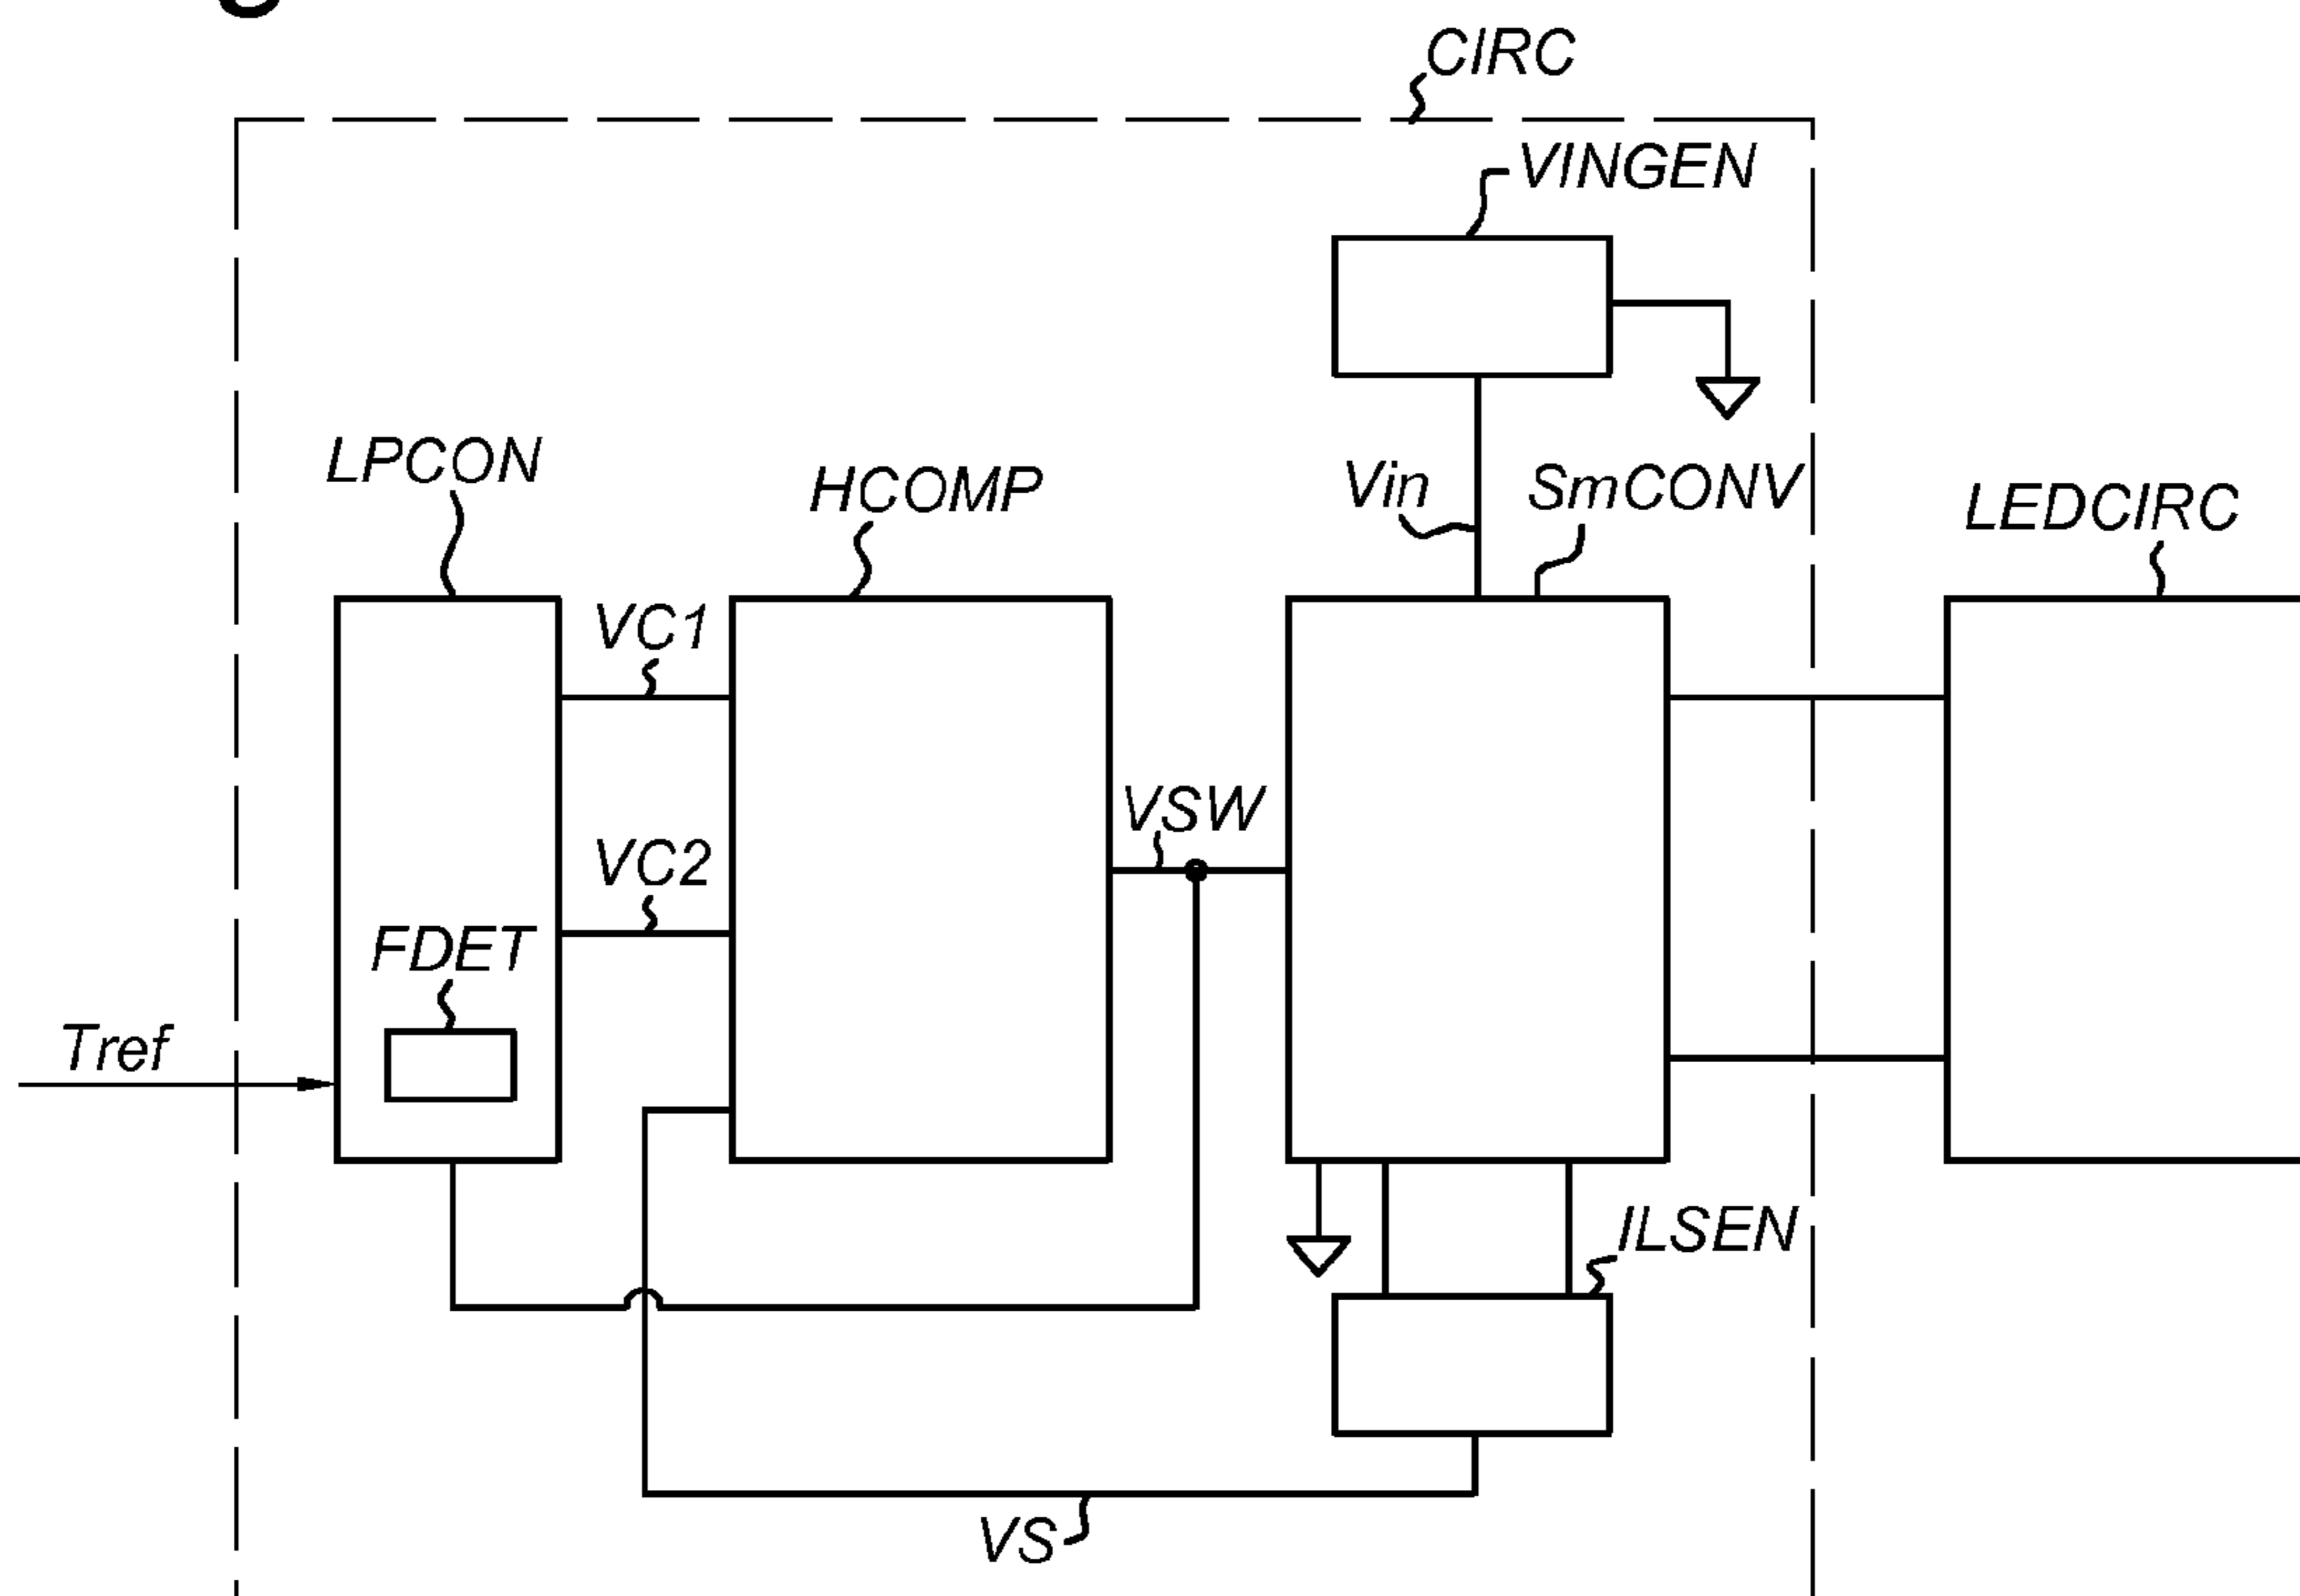 CIRC
VINGEN
LPCON
HCOMP
Vin
SmCONV
LEDCIRC
VC1
VSW
VC2
FDET
Tref
ILSEN
VS